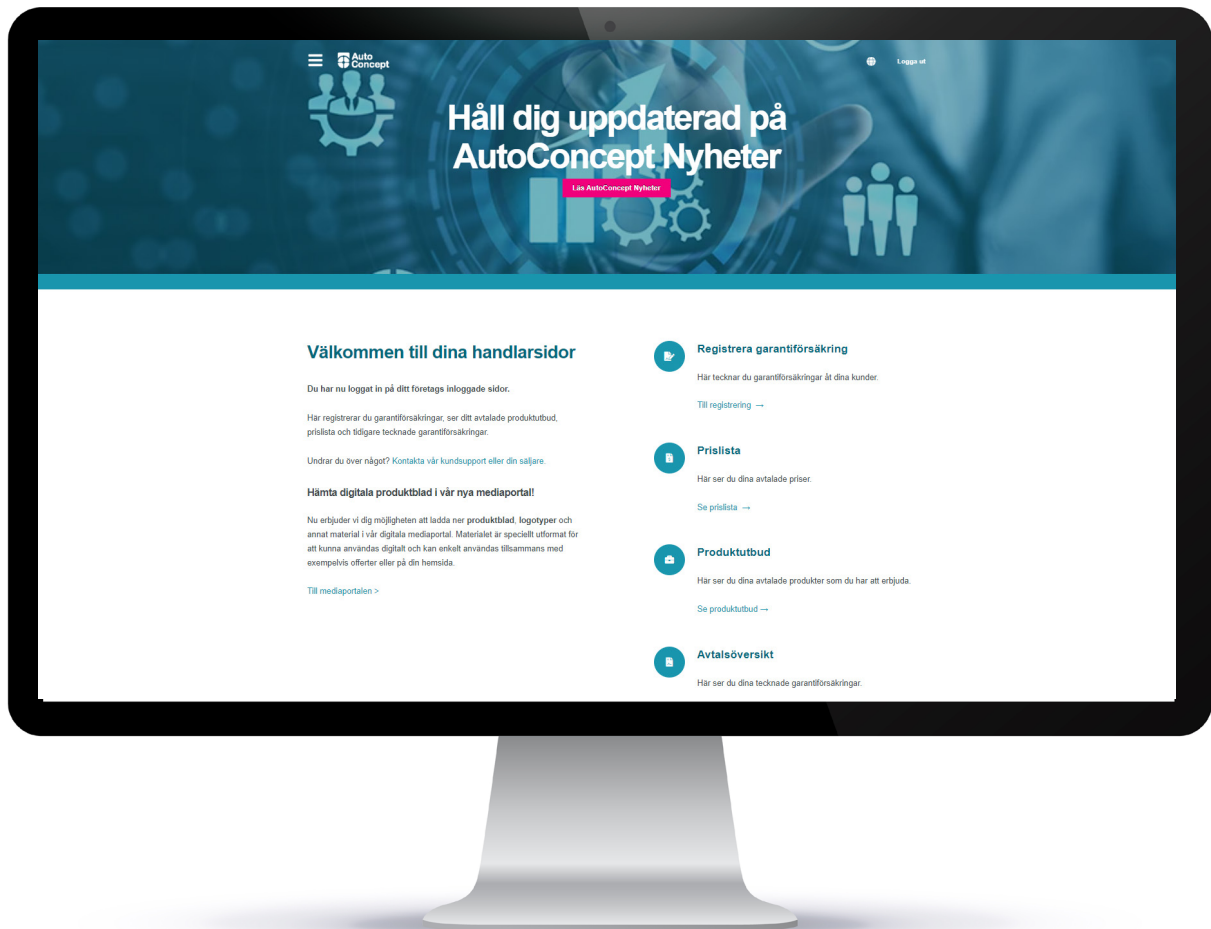 Auto
Concept
Logga ut
Håll dig uppdaterad på
AutoConcept Nyheter
Läs AutoConcept Nyheter
Välkommen till dina handlarsidor
Du har nu loggat in på ditt företags inloggade sidor.
Här registrerar du garantiförsäkringar, ser ditt avtalade produktutbud,
prislista och tidigare tecknade garantiförsäkringar.
Undrar du över något? Kontakta vår kundsupport eller din säljare.
Hämta digitala produktblad i vår nya mediaportal!
Nu erbjuder vi dig möjligheten att ladda ner produktblad, logotyper och
annat material i vår digitala mediaportal. Materialet är speciellt utformat för
att kunna användas digitalt och kan enkelt användas tillsammans med
exempelvis offerter eller på din hemsida.
Till mediaportalen >
Registrera garantiförsäkring
Här tecknar du garantiförsäkringar åt dina kunder.
Till registrering →
Prislista
Här ser du dina avtalade priser.
Se prislista →
Produktutbud
Här ser du dina avtalade produkter som du har att erbjuda.
Se produktutbud →
Avtalsöversikt
Här ser du dina tecknade garantiförsäkringar.